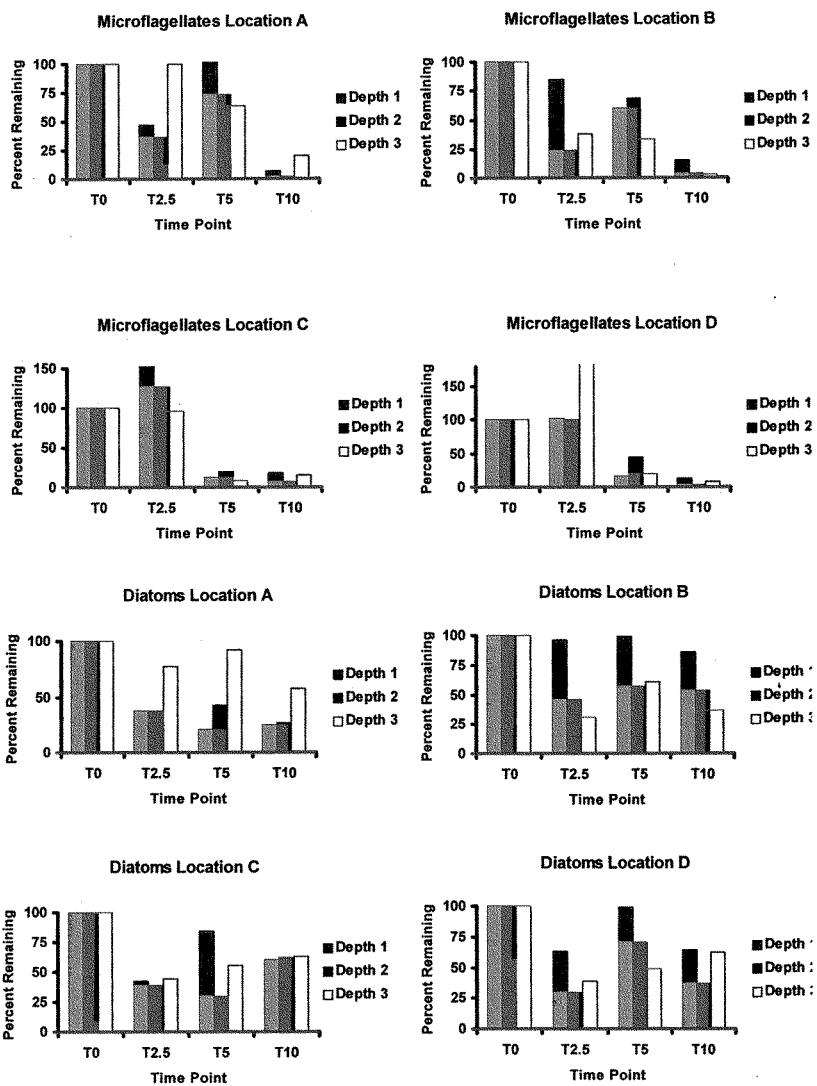 Microflagellates Location A
Percent Remaining
100
75
50
25
0
T0 T2.5 T5 T10
Time Point
Depth 1
Depth 2
Depth 3
Microflagellates Location B
Percent Remaining
100
75
50
25
0
T0 T2.5 T5 T10
Time Point
Depth 1
Depth 2
Depth 3
Microflagellates Location C
Percent Remaining
150
100
50
0
T0 T2.5 T5 T10
Time Point
Depth 1
Depth 2
Depth 3
Microflagellates Location D
Percent Remaining
150
100
50
0
T0 T2.5 T5 T10
Time Point
Depth 1
Depth 2
Depth 3
Diatoms Location A
Percent Remaining
100
50
0
T0 T2.5 T5 T10
Time Point
Depth 1
Depth 2
Depth 3
Diatoms Location B
Percent Remaining
100
75
50
25
0
T0 T2.5 T5 T10
Time Point
Depth
Depth
Depth
Diatoms Location C
Percent Remaining
100
75
50
25
0
T0 T2.5 T5 T10
Time Point
Depth 1
Depth 2
Depth 3
Diatoms Location D
Percent Remaining
100
75
50
25
0
T0 T2.5 T5 T10
Time Point
Depth
Depth
Depth